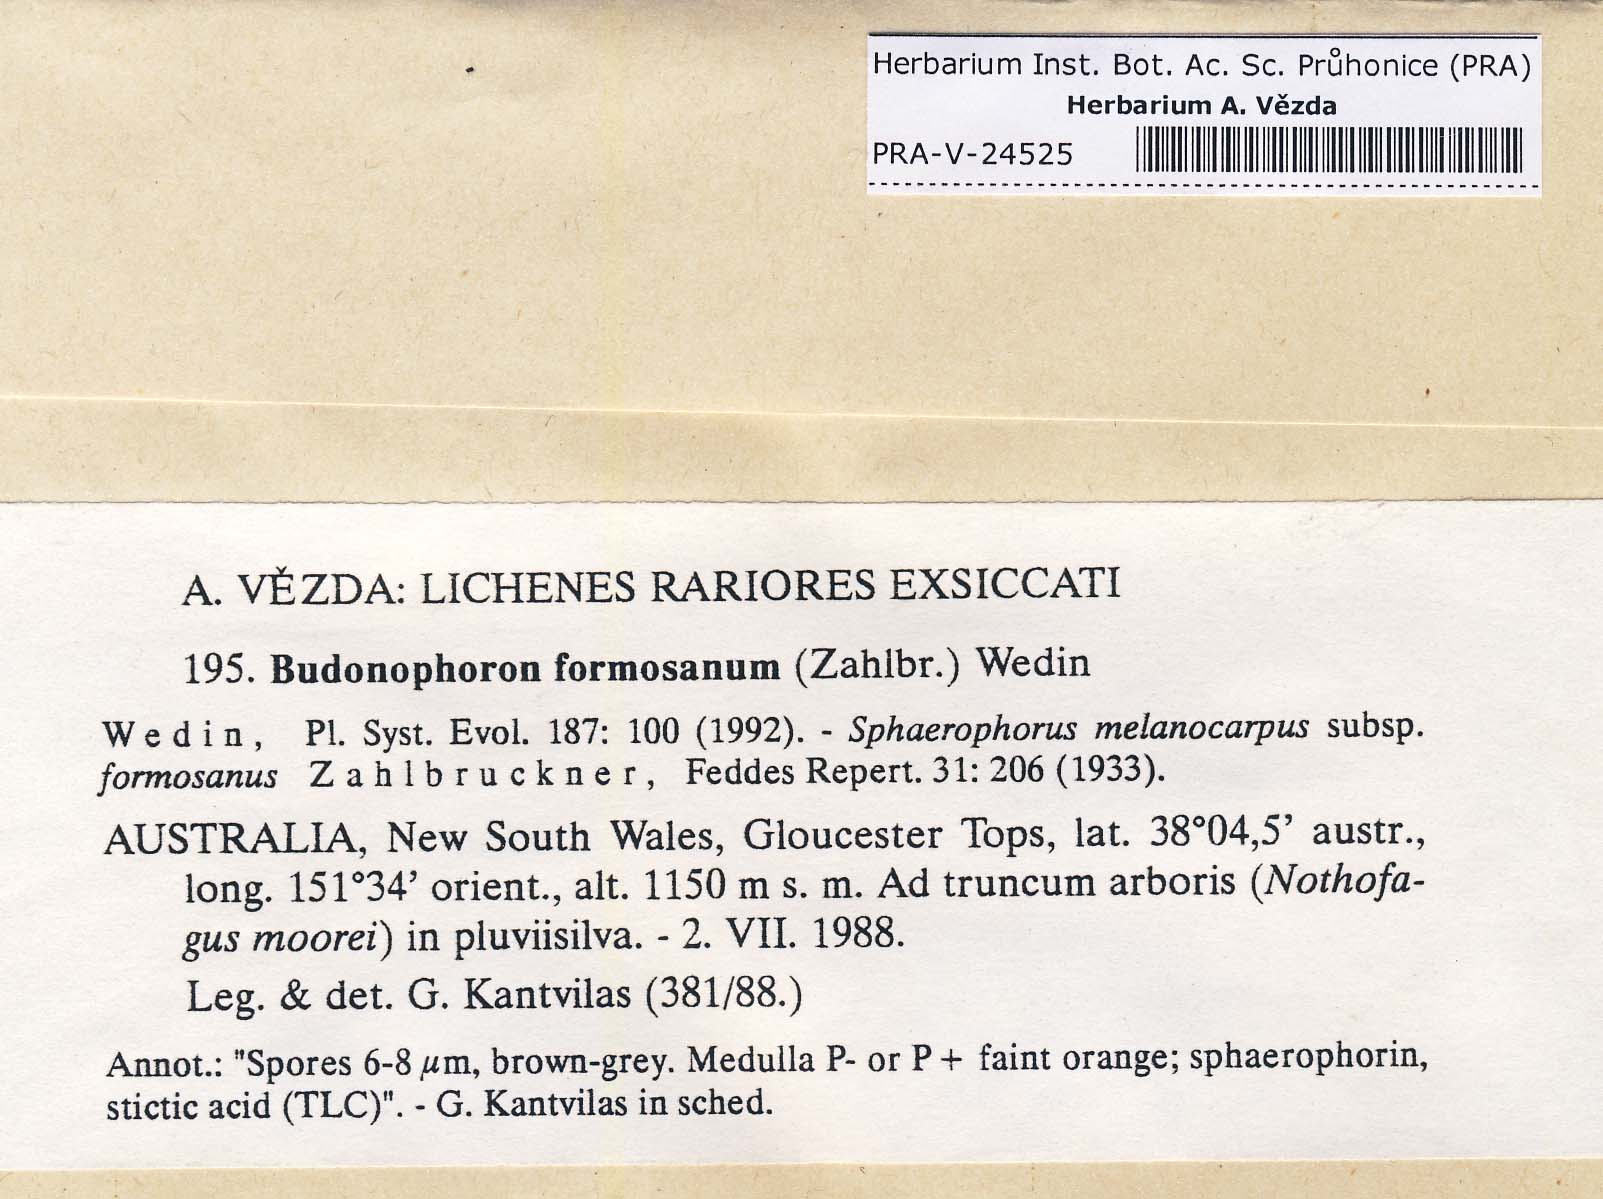 Herbarium Inst. Bot. Ac. Sc. Průhonice (PRA)
Herbarium A. Vězda
PRA-V-24525
A. VĚZDA: LICHENES RARIORES EXSICCATI
195. Budonophoron formosanum (Zahlbr.) Wedin
Wedin, Pl. Syst. Evol. 187: 100 (1992). - Sphaerophorus melanocarpus subsp.
formosanus Zahlbruckner, Feddes Repert. 31: 206 (1933).
AUSTRALIA, New South Wales, Gloucester Tops, lat. 38°04,5’ austr.,
long. 151°34’ orient., alt. 1150 m s. m. Ad truncum arboris (Nothofa-
gus moorei) in pluviisilva. - 2. VII. 1988.
Leg. & det. G. Kantvilas (381/88.)
Annot.: "Spores 6-8 μm, brown-grey. Medulla P- or P+ faint orange; sphaerophorin,
stictic acid (TLC)". - G. Kantvilas in sched.